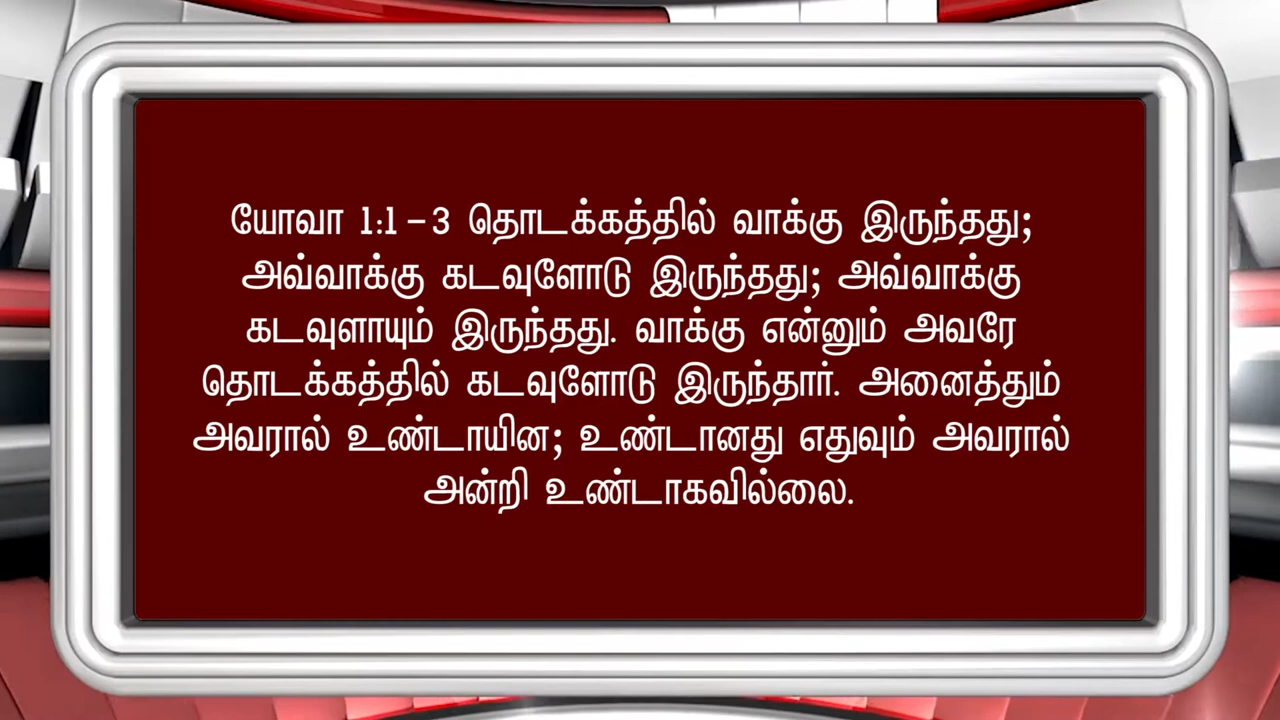 யோவா 1:1-3 தொடக்கத்தில் வாக்கு இருந்தது;
அவ்வாக்கு கடவுளோடு இருந்தது; அவ்வாக்கு
கடவுளாயும் இருந்தது. வாக்கு என்னும் அவரே
தொடக்கத்தில் கடவுளோடு இருந்தார். அனைத்தும்
அவரால் உண்டாயின; உண்டானது எதுவும் அவரால்
அன்றி உண்டாகவில்லை.